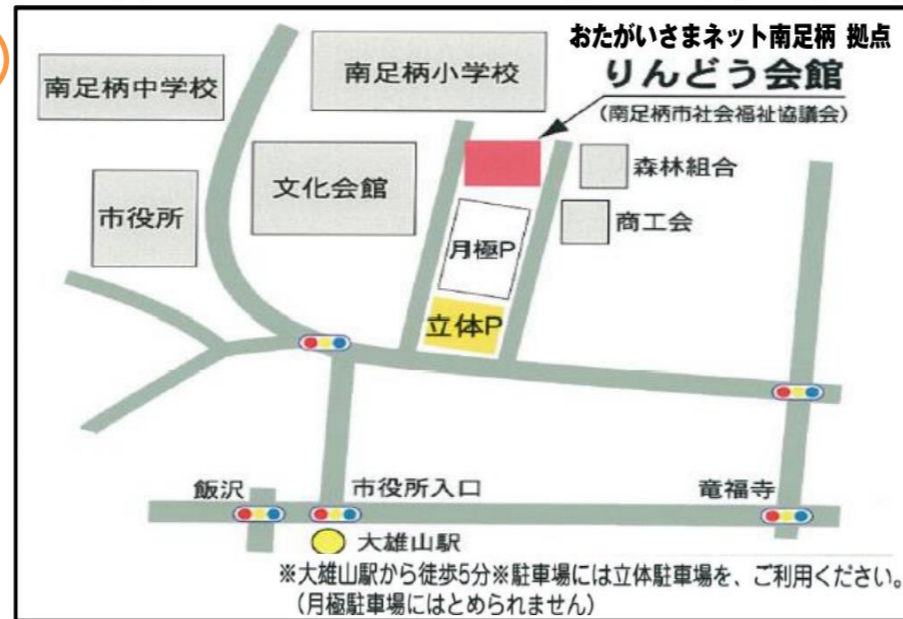 おたがいさまネット南足柄 拠点
りんどう会館
(南足柄市社会福祉協議会)
南足柄小学校
南足柄中学校
森林組合
文化会館
市役所
商工会
月極P
立体P
飯沢
市役所入口
竜福寺
大雄山駅
※大雄山駅から徒歩5分※駐車場には立体駐車場を、ご利用ください。
(月極駐車場にはとめられません)